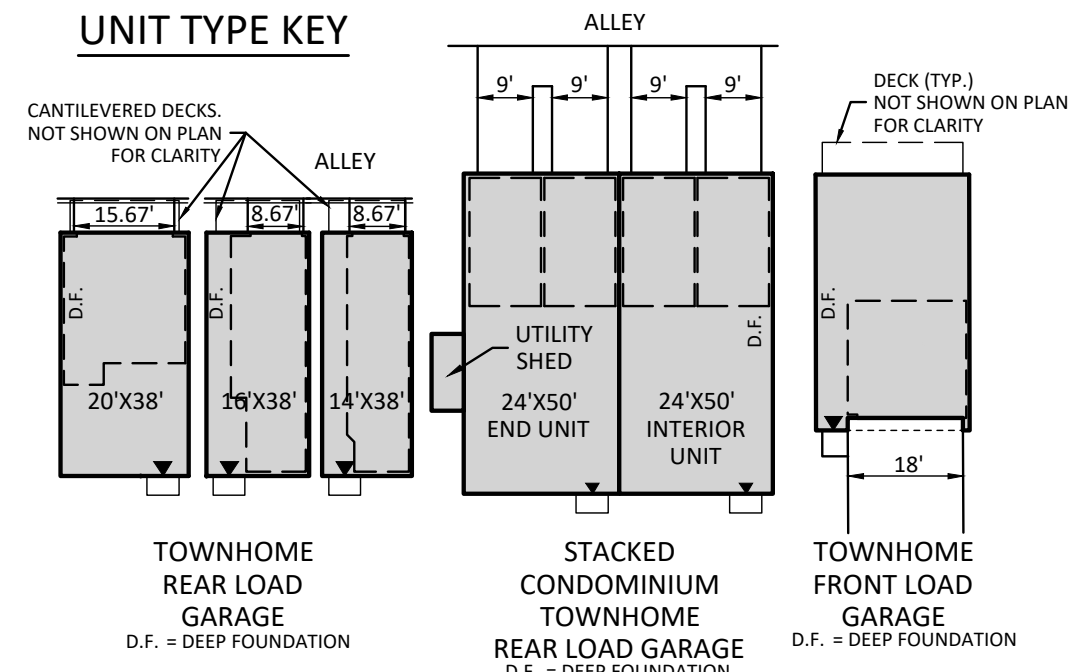 UNIT TYPE KEY
CANTILEVERED DECKS.
NOT SHOWN ON PLAN
FOR CLARITY
ALLEY
15.67'
8.67'
8.67'
D.F.
D.F.
20'X38'
16'X38'
14'X38'
TOWNHOME
REAR LOAD
GARAGE
D.F. = DEEP FOUNDATION
ALLEY
9'
9'
9'
9'
UTILITY
SHED
D.F.
24'X50'
END UNIT
24'X50'
INTERIOR
UNIT
STACKED
CONDOMINIUM
TOWNHOME
REAR LOAD GARAGE
D.F. = DEEP FOUNDATION
DECK (TYP.)
NOT SHOWN ON PLAN
FOR CLARITY
D.F.
18'
TOWNHOME
FRONT LOAD
GARAGE
D.F. = DEEP FOUNDATION